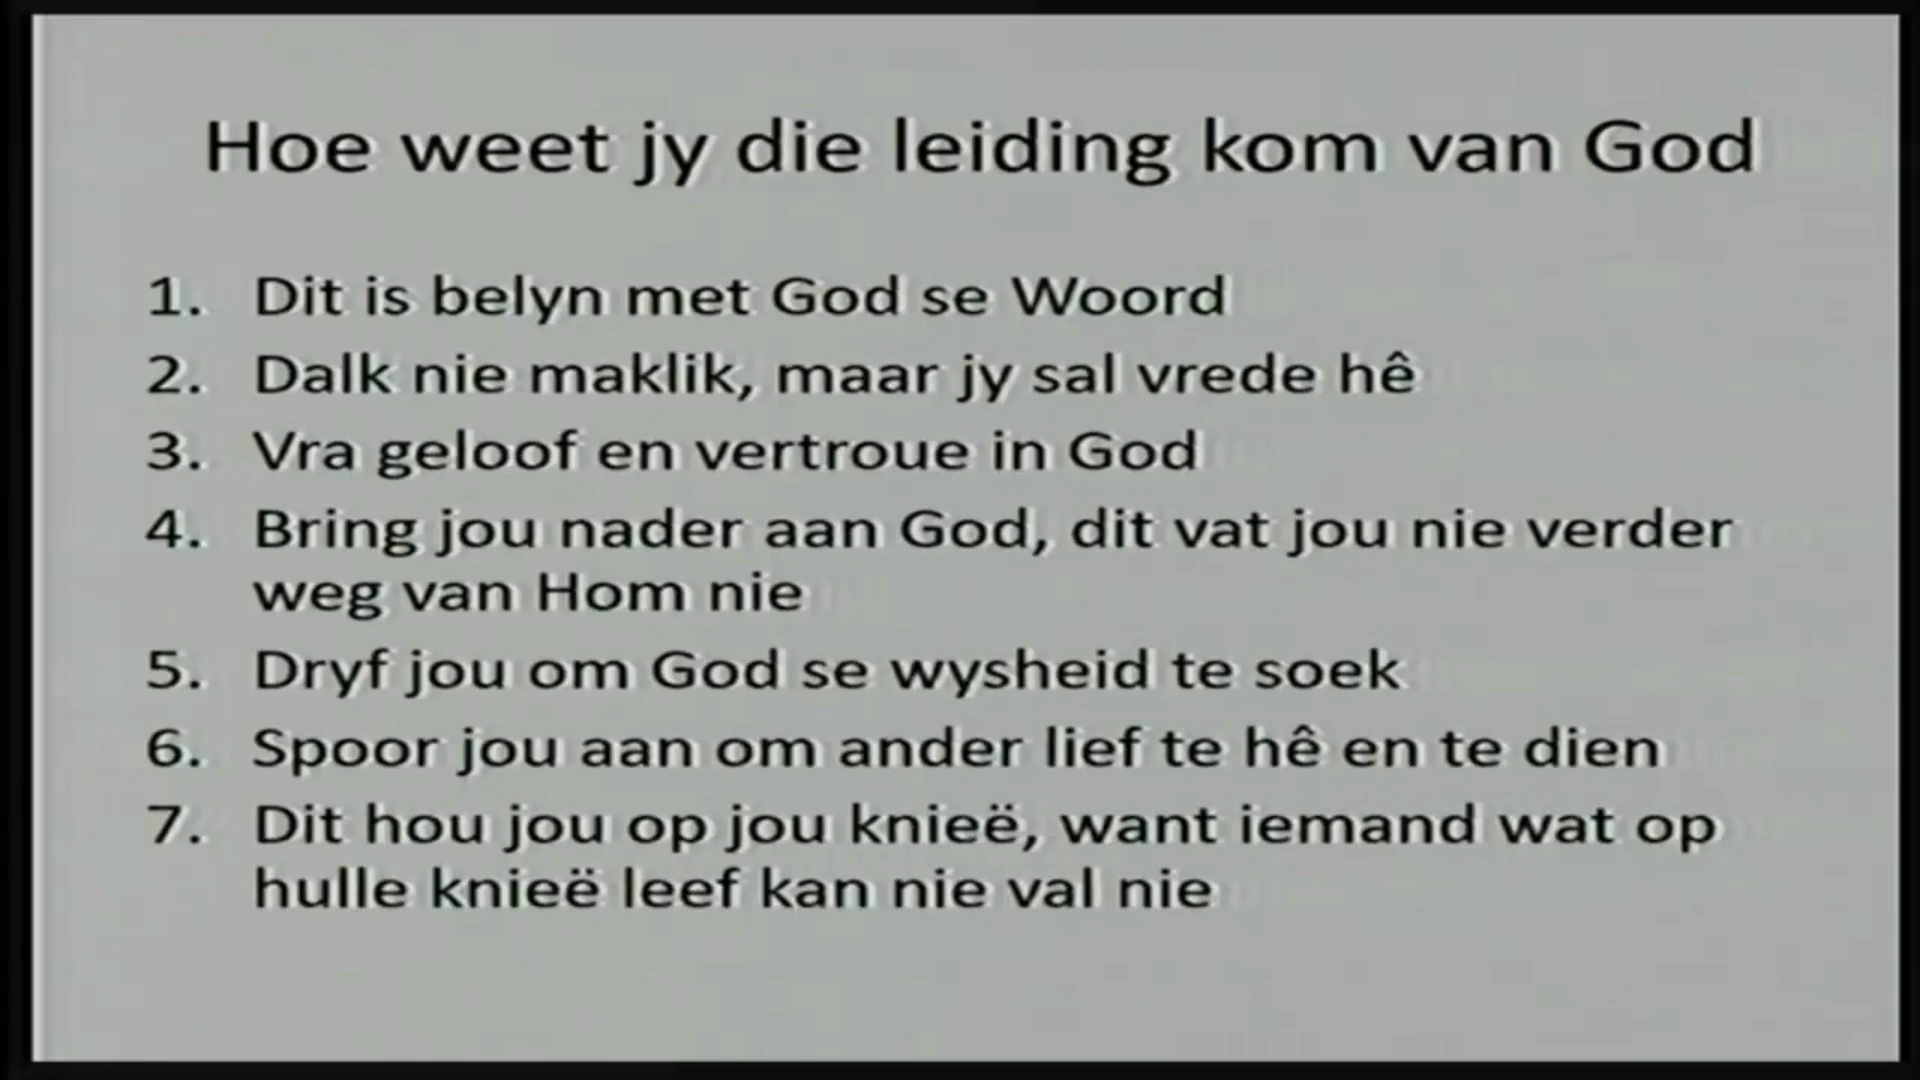 Hoe weet jy die leiding kom van God
1. Dit is belyn met God se Woord
2. Dalk nie maklik, maar jy sal vrede hê
3. Vra geloof en vertroue in God
4. Bring jou nader aan God, dit vat jou nie verder
weg van Hom nie
5. Dryf jou om God se wysheid te soek
6. Spoor jou aan om ander lief te hê en te dien
7. Dit hou jou op jou knieë, want iemand wat op
hulle knieë leef kan nie val nie